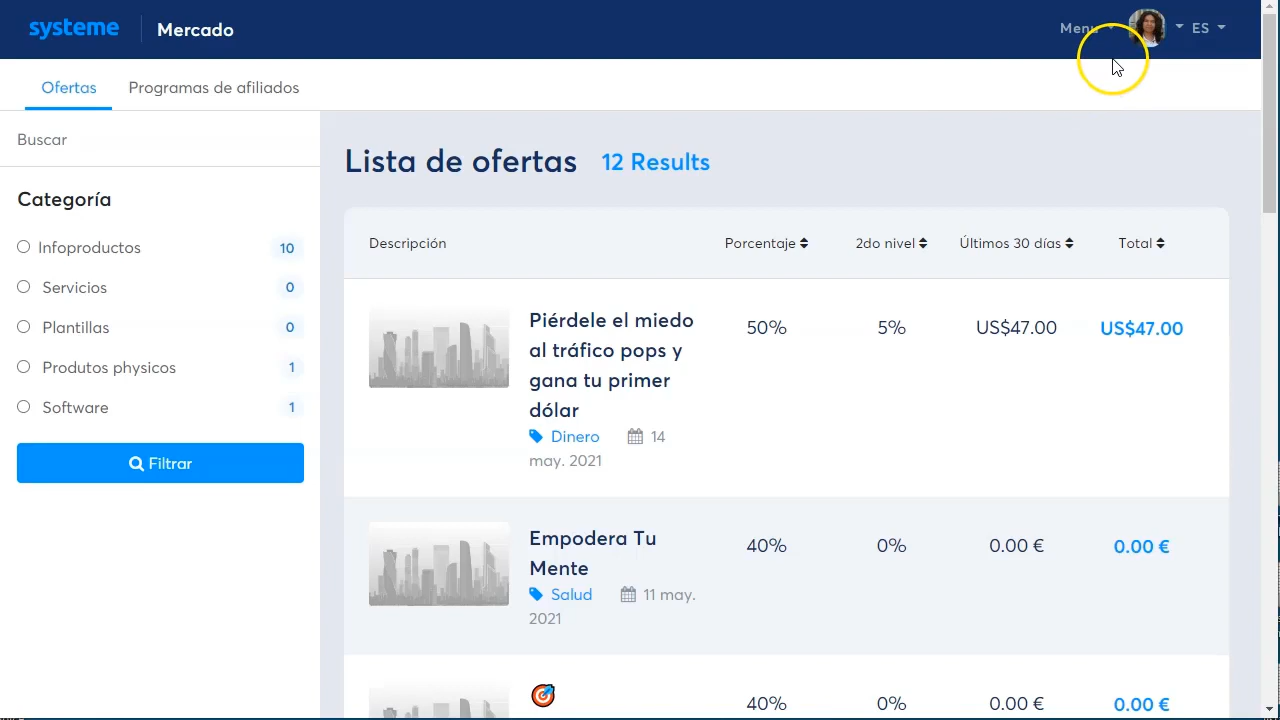 systeme
Mercado
Menu
ES
Ofertas
Programas de afiliados
Buscar
Categoría
Infoproductos 10
Servicios 0
Plantillas 0
Produtos physicos 1
Software 1
Filtrar
Lista de ofertas 12 Results
Descripción Porcentaje 2do nivel Últimos 30 días Total
Piérdele el miedo
al tráfico pops y
gana tu primer
dólar
Dinero 14
may. 2021
50% 5% US$47.00 US$47.00
Empodera Tu
Mente
Salud 11 may.
2021
40% 0% 0.00 € 0.00 €
40% 0% 0.00 € 0.00 €